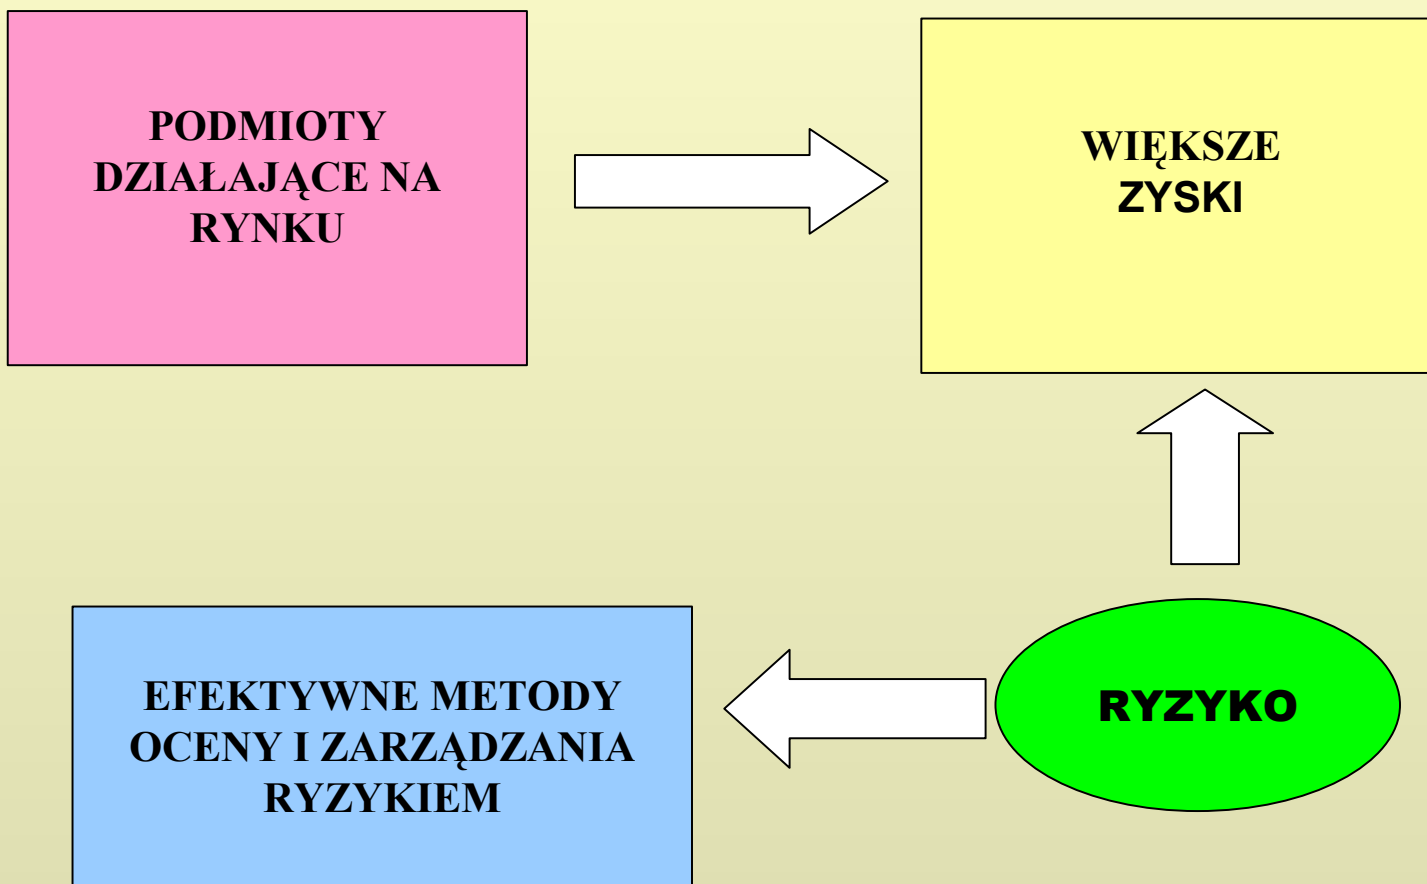 PODMIOTY
DZIAŁAJĄCE NA
RYNKU
WIĘKSZE
ZYSKI
EFEKTYWNE METODY
OCENY I ZARZĄDZANIA
RYZYKIEM
RYZYKO